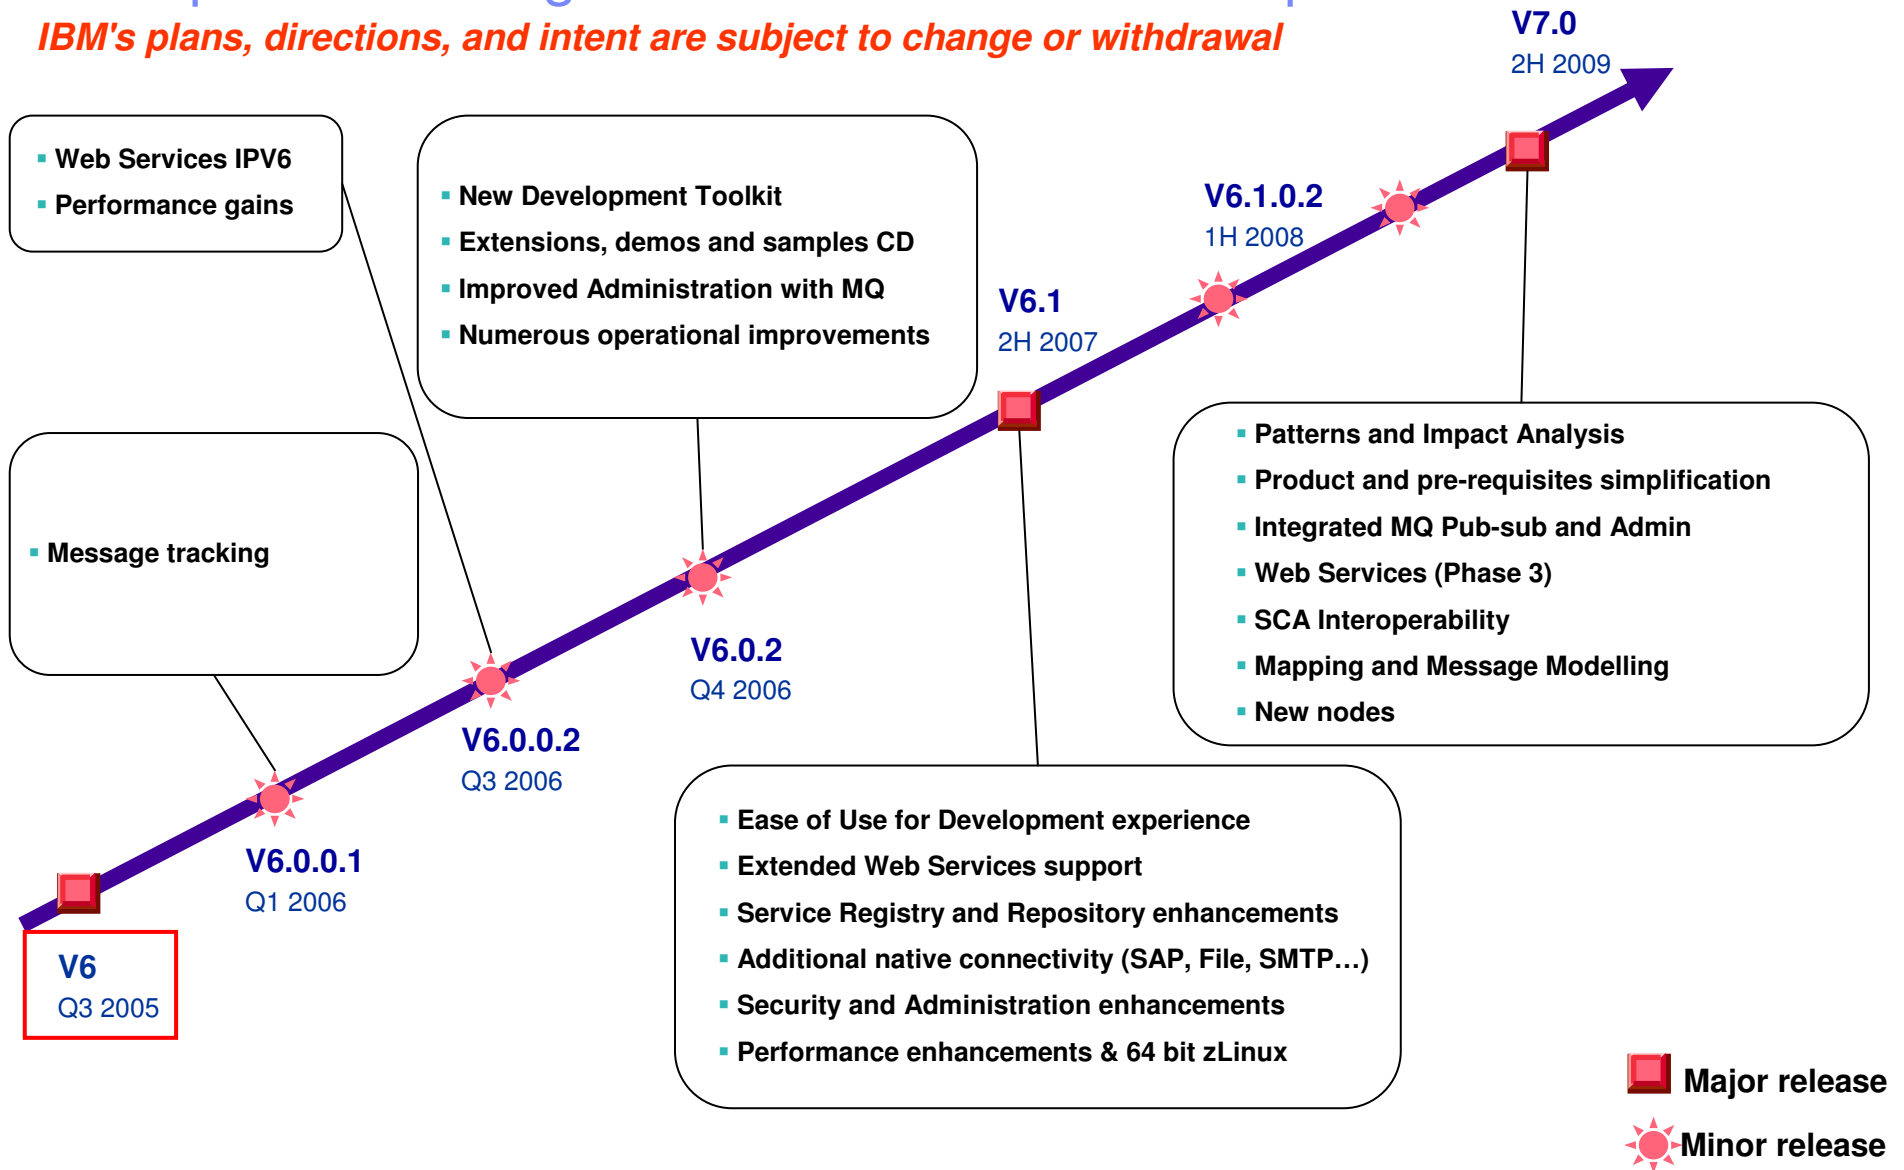 IBM's plans, directions, and intent are subject to change or withdrawal
V7.0
2H 2009
Web Services IPV6
Performance gains
New Development Toolkit
Extensions, demos and samples CD
Improved Administration with MQ
Numerous operational improvements
V6.1.0.2
1H 2008
V6.1
2H 2007
Message tracking
Patterns and Impact Analysis
Product and pre-requisites simplification
Integrated MQ Pub-sub and Admin
Web Services (Phase 3)
SCA Interoperability
Mapping and Message Modelling
New nodes
V6.0.2
Q4 2006
V6.0.0.2
Q3 2006
V6.0.0.1
Q1 2006
V6
Q3 2005
Ease of Use for Development experience
Extended Web Services support
Service Registry and Repository enhancements
Additional native connectivity (SAP, File, SMTP…)
Security and Administration enhancements
Performance enhancements & 64 bit zLinux
Major release
Minor release